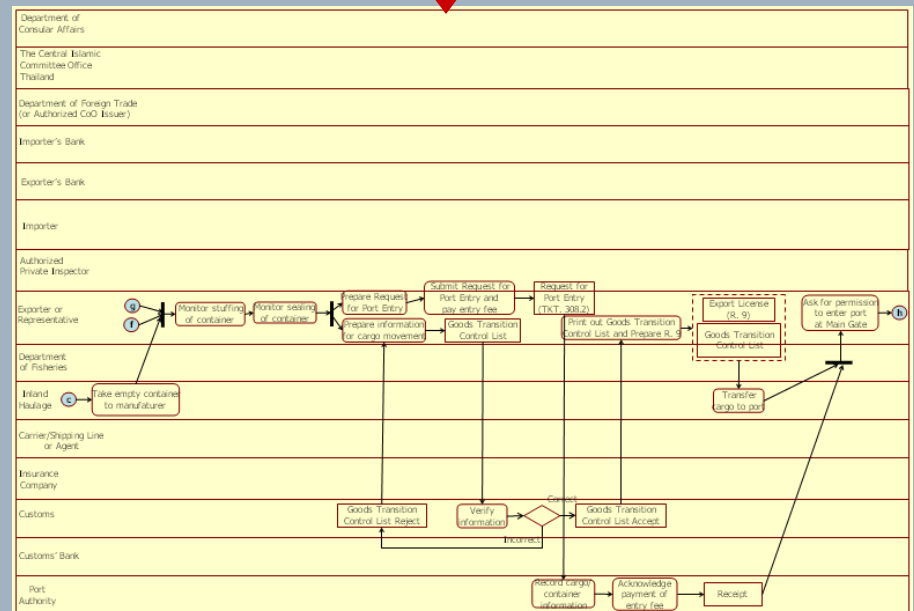 Department of
Consular Affairs
The Central Islamic
Committee Office
Thailand
Department of Foreign Trade
(or Authorized CoO Issuer)
Importer's Bank
Exporter's Bank
Importer
Authorized
Private Inspector
Exporter or
Representative
g
f
Monitor stuffing
of container
Monitor sealing
of container
Prepare Request
for Port Entry
Prepare information
for cargo movement
Submit Request for
Port Entry and
pay entry fee
Goods Transition
Control List
Request for
Port Entry
(TKT. 308.2)
Print out Goods Transition
Control List and Prepare R. 9
Export License
(R. 9)
Goods Transition
Control List
Ask for permission
to enter port
at Main Gate
h
Department
of Fisheries
Inland
Haulage
c
Take empty container
to manufaturer
Transfer
cargo to port
Carrier/Shipping Line
or Agent
Insurance
Company
Customs
Goods Transition
Control List Reject
Verify
information
Correct
Incorrect
Goods Transition
Control List Accept
Customs' Bank
Port
Authority
Record cargo/
container
information
Acknowledge
payment of
entry fee
Receipt